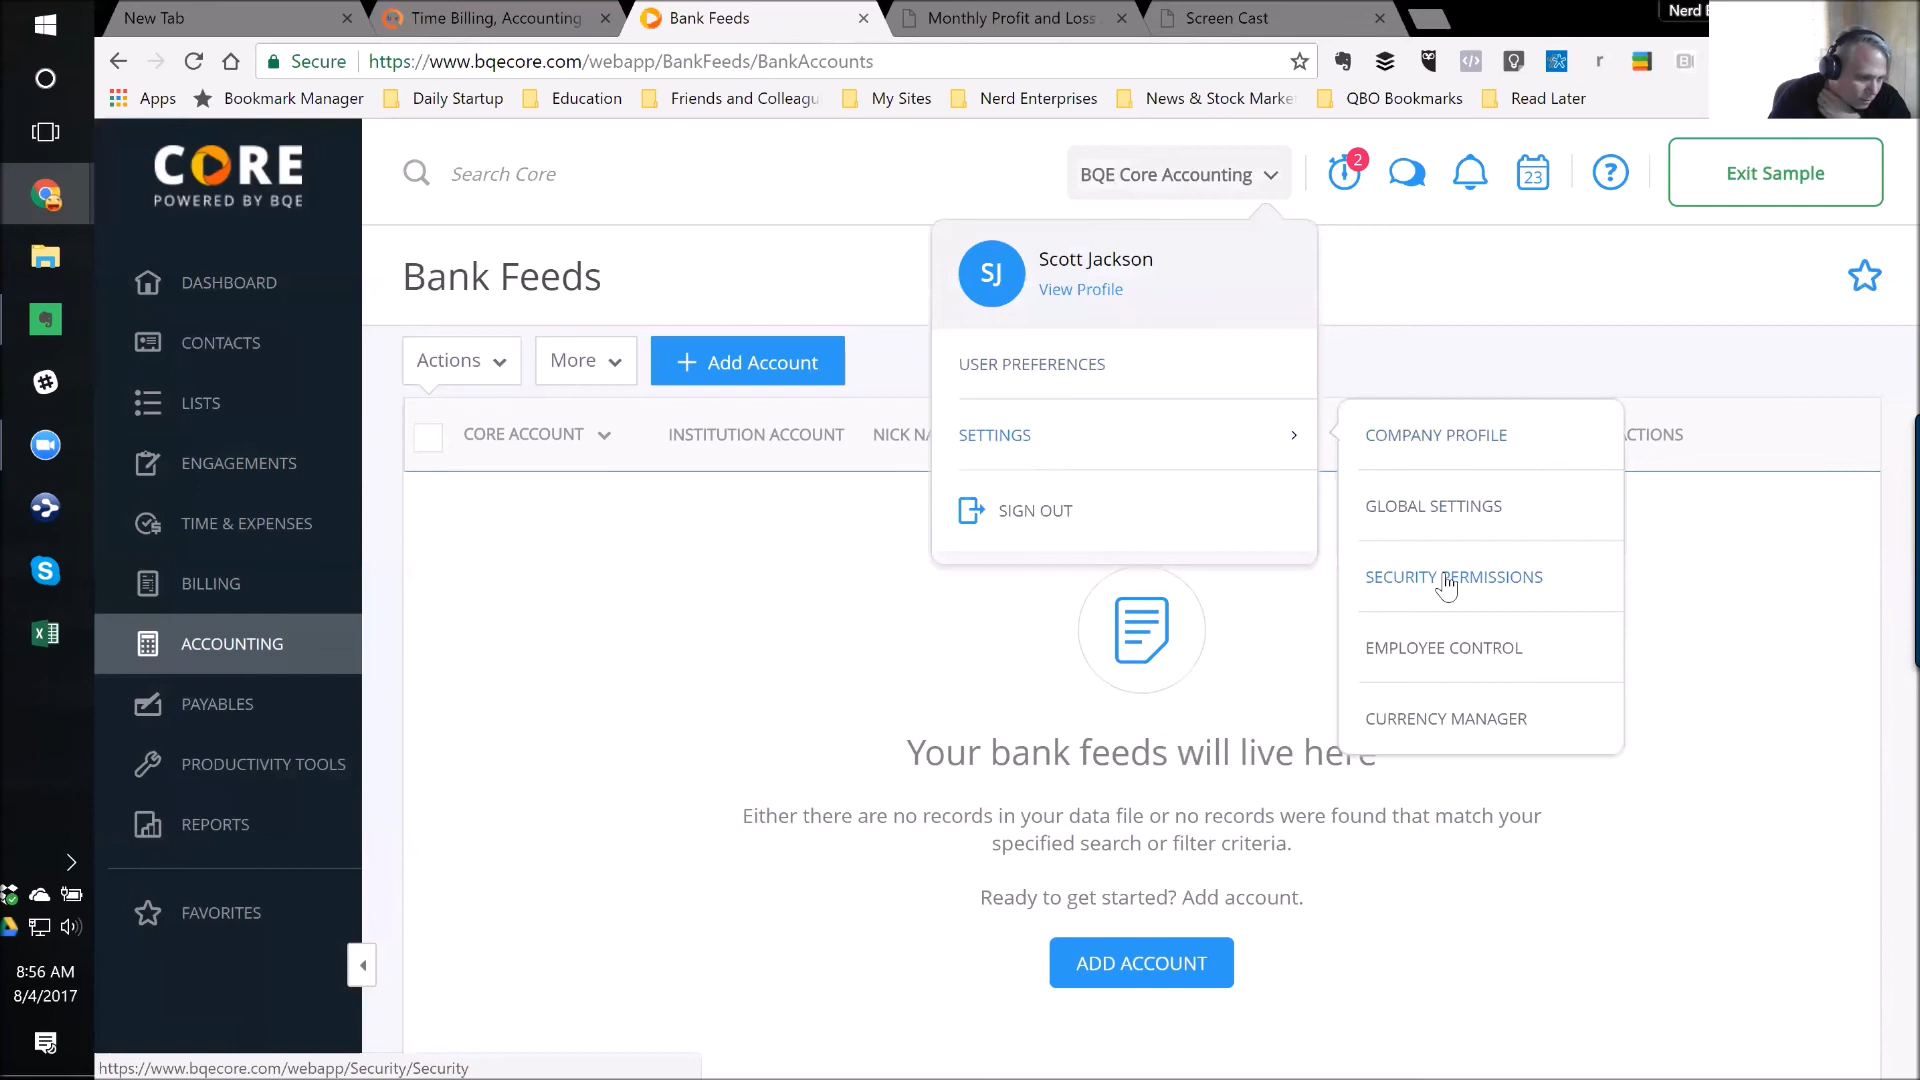 New Tab
Time Billing, Accounting
Bank Feeds
Monthly Profit and Loss
Screen Cast
Nerd
Secure
https://www.bqecore.com/webapp/BankFeeds/BankAccounts
Apps
Bookmark Manager
Daily Startup
Education
Friends and Colleagu
My Sites
Nerd Enterprises
News & Stock Marke
QBO Bookmarks
Read Later
CORE
POWERED BY BQE
Search Core
BQE Core Accounting
2
23
?
Exit Sample
Bank Feeds
SJ
Scott Jackson
View Profile
USER PREFERENCES
SETTINGS
SIGN OUT
COMPANY PROFILE
GLOBAL SETTINGS
SECURITY PERMISSIONS
EMPLOYEE CONTROL
CURRENCY MANAGER
DASHBOARD
CONTACTS
LISTS
ENGAGEMENTS
TIME & EXPENSES
BILLING
ACCOUNTING
PAYABLES
PRODUCTIVITY TOOLS
REPORTS
FAVORITES
Actions
More
+ Add Account
CORE ACCOUNT
INSTITUTION ACCOUNT
NICK NA
CTIONS
Your bank feeds will live here
Either there are no records in your data file or no records were found that match your
specified search or filter criteria.
Ready to get started? Add account.
ADD ACCOUNT
8:56 AM
8/4/2017
https://www.bqecore.com/webapp/Security/Security